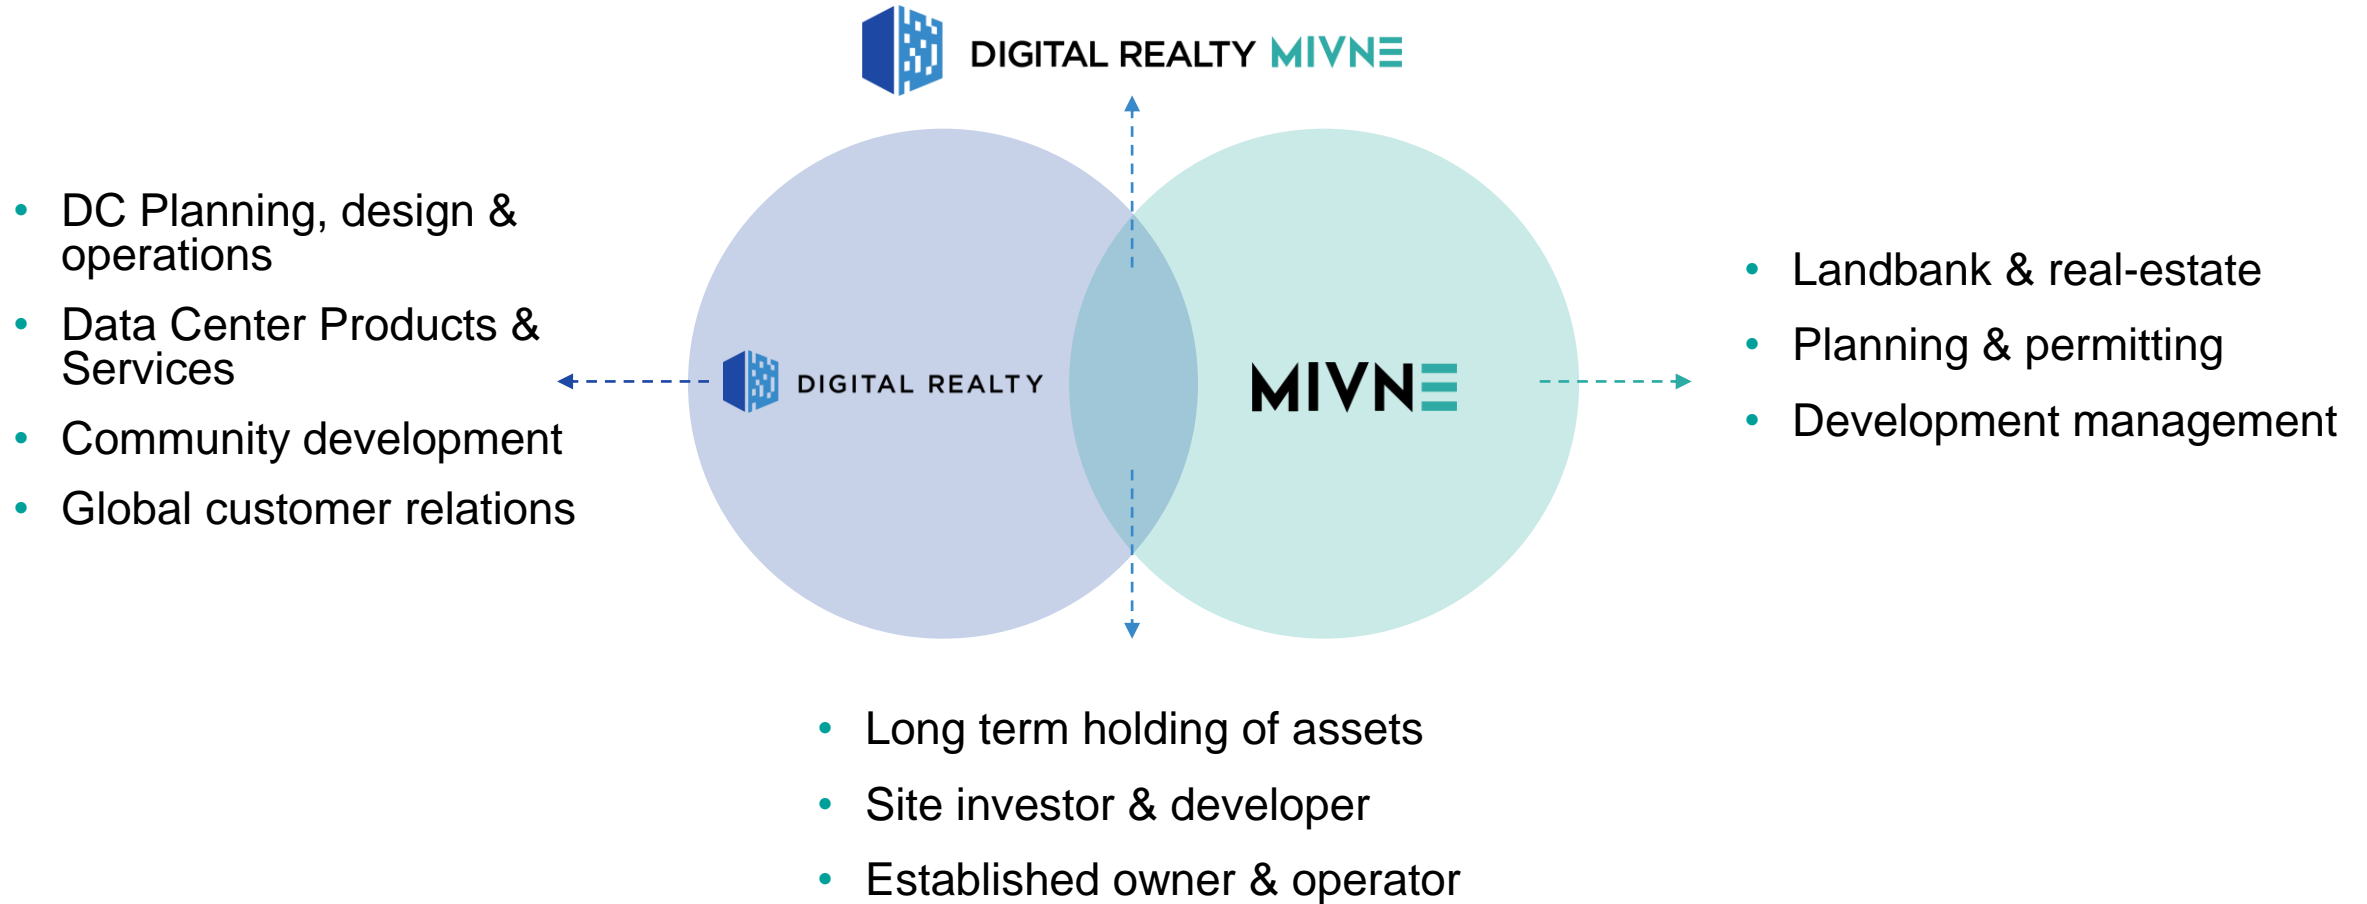 DIGITAL REALTY MIVNE
• DC Planning, design &
operations
• Data Center Products &
Services
• Community development
• Global customer relations
DIGITAL REALTY
MIVNE
• Landbank & real-estate
• Planning & permitting
• Development management
• Long term holding of assets
• Site investor & developer
• Established owner & operator